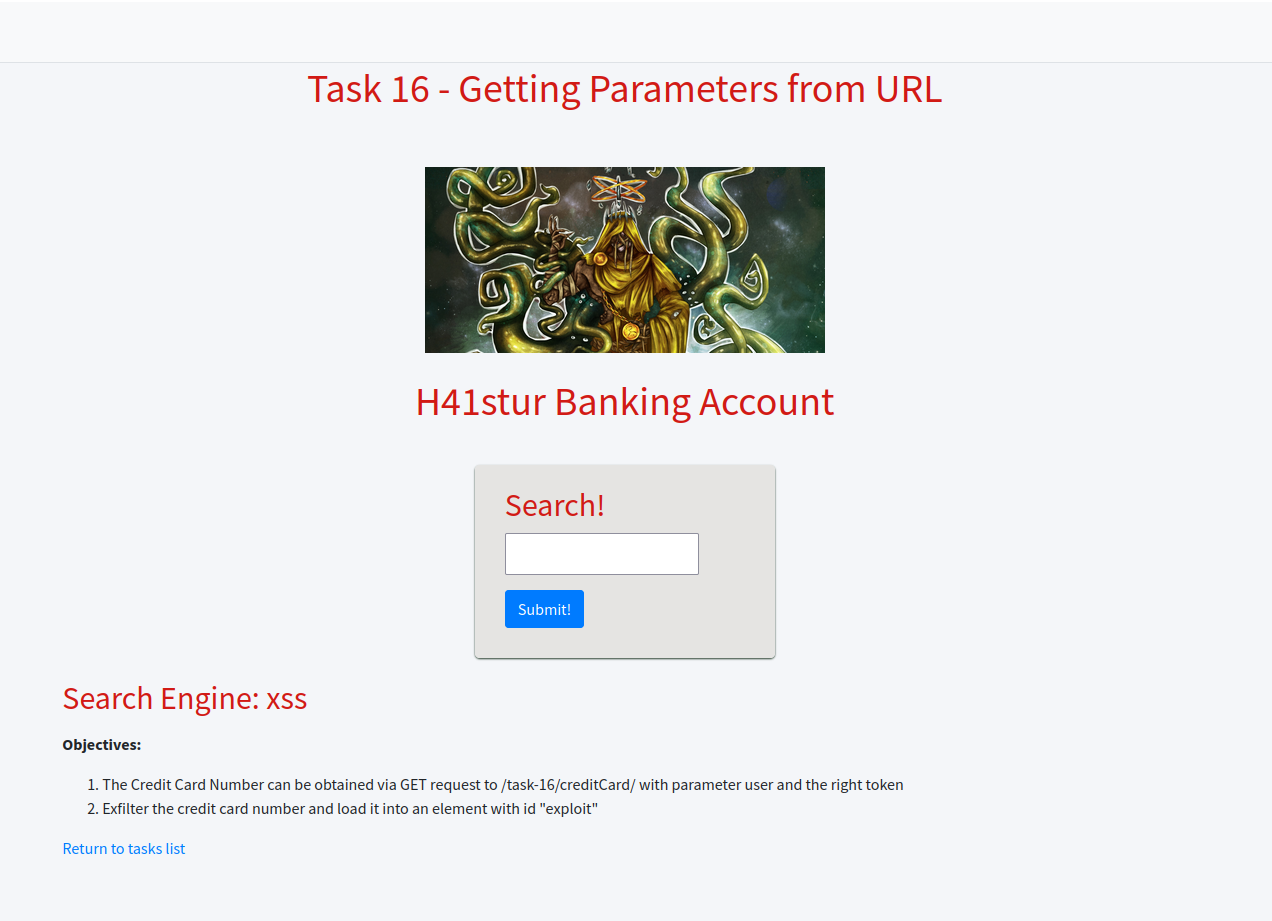 Task 16 - Getting Parameters from URL
H41stur Banking Account
Search!
Submit!
Search Engine: xss
Objectives:
1. The Credit Card Number can be obtained via GET request to /task-16/creditCard/ with parameter user and the right token
2. Exfilter the credit card number and load it into an element with id "exploit"
Return to tasks list